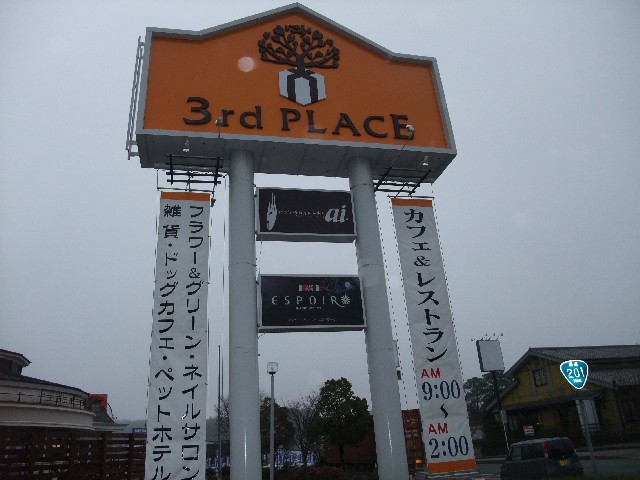 3rd PLACE
ai
ESPOIR
フラワー&グリーン・ネイルサロン
雑貨・ドッグカフェ・ペットホテル
カフェ&レストラン
AM
9:00
〜
AM
2:00
201